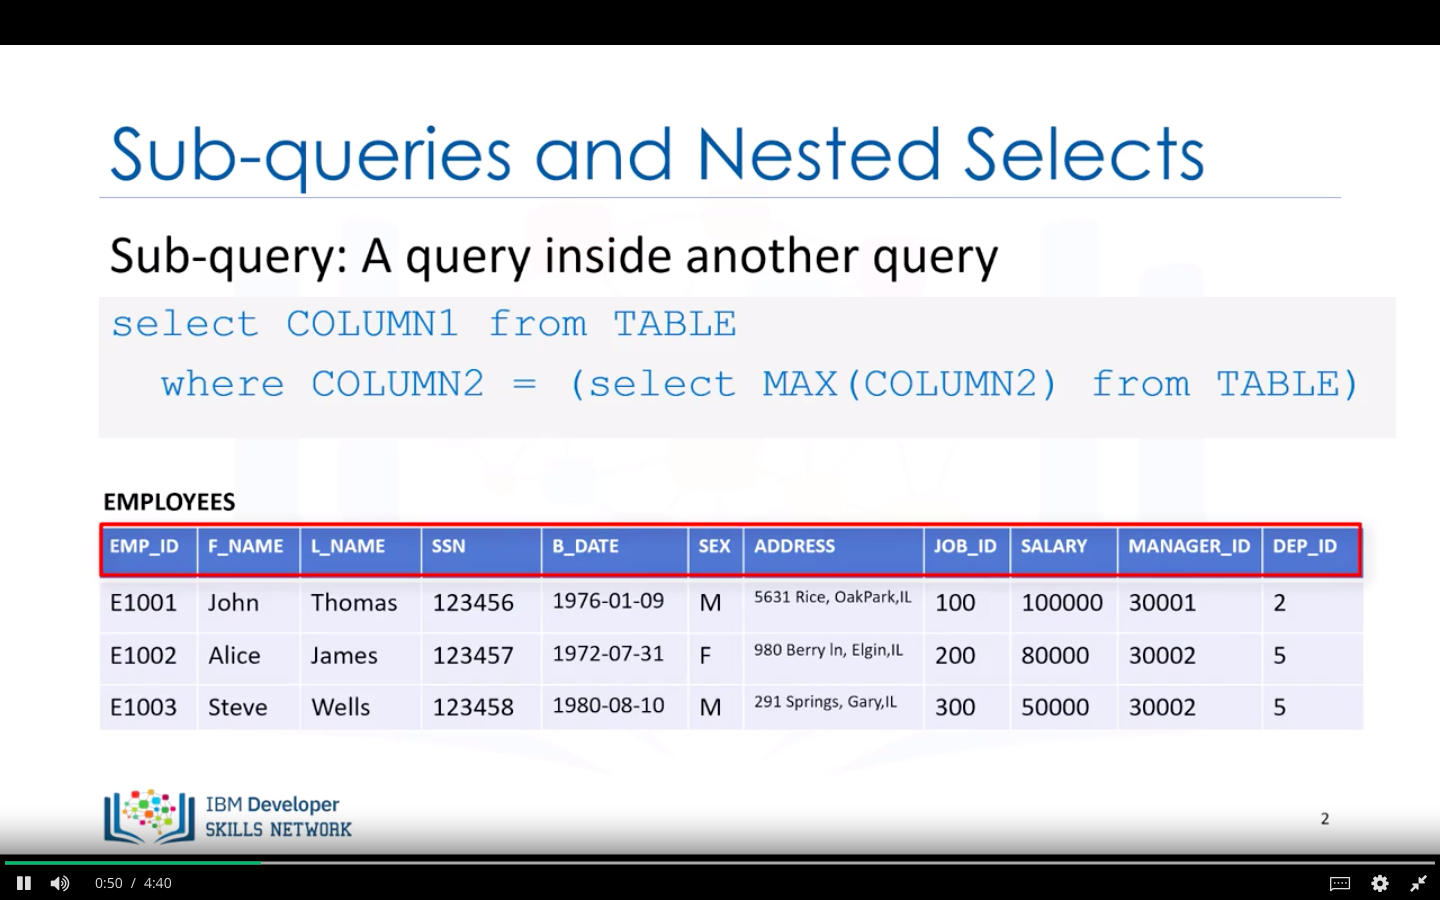 Sub-queries and Nested Selects
Sub-query: A query inside another query
select COLUMN1 from TABLE
where COLUMN2 = (select MAX(COLUMN2) from TABLE)
EMPLOYEES
EMP_ID F_NAME L_NAME SSN B_DATE SEX ADDRESS JOB_ID SALARY MANAGER_ID DEP_ID
E1001 John Thomas 123456 1976-01-09 M 5631 Rice, OakPark,IL 100 100000 30001 2
E1002 Alice James 123457 1972-07-31 F 980 Berry ln, Elgin,IL 200 80000 30002 5
E1003 Steve Wells 123458 1980-08-10 M 291 Springs, Gary,IL 300 50000 30002 5
IBM Developer
SKILLS NETWORK
2
0:50 / 4:40